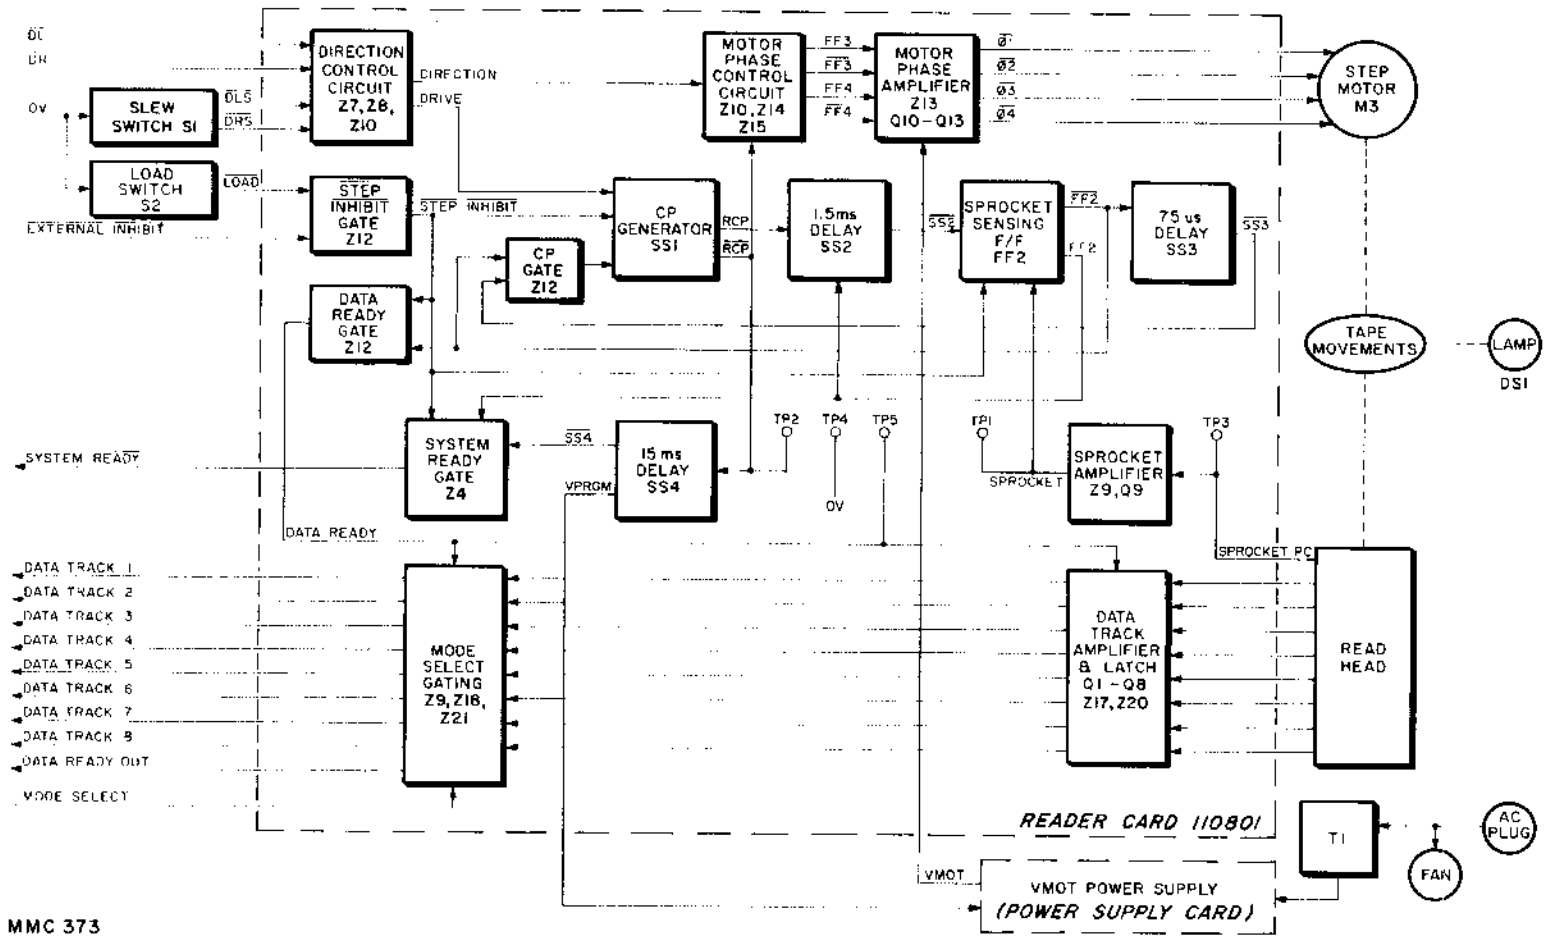 DL
DR
OV
SLEW
SWITCH S1
DLS
DRS
LOAD
SWITCH
S2
LOAD
EXTERNAL INHIBIT
DIRECTION
CONTROL
CIRCUIT
Z7, Z8,
Z10
DIRECTION
DRIVE
STEP
INHIBIT
GATE
Z12
STEP INHIBIT
DATA
READY
GATE
Z12
CP
GATE
Z12
CP
GENERATOR
SS1
RCP
RCP
MOTOR
PHASE
CONTROL
CIRCUIT
Z10, Z14
Z15
FF3
FF3
FF4
FF4
MOTOR
PHASE
AMPLIFIER
Z13
Q10-Q13
Ø1
Ø2
Ø3
Ø4
STEP
MOTOR
M3
1.5ms
DELAY
SS2
SS2
SPROCKET
SENSING
F/F
FF2
FF2
FF2
75 us
DELAY
SS3
SS3
TAPE
MOVEMENTS
LAMP
DS1
SYSTEM READY
SYSTEM
READY
GATE
Z4
SS4
VPRGM
15 ms
DELAY
SS4
TP2
TP4
OV
TP5
TP1
SPROCKET
SPROCKET
AMPLIFIER
Z9, Q9
TP3
SPROCKET PC
DATA READY
DATA TRACK 1
DATA TRACK 2
DATA TRACK 3
DATA TRACK 4
DATA TRACK 5
DATA TRACK 6
DATA TRACK 7
DATA TRACK 8
DATA READY OUT
MODE SELECT
MODE
SELECT
GATING
Z9, Z18,
Z21
DATA
TRACK
AMPLIFIER
& LATCH
Q1-Q8
Z17, Z20
READ
HEAD
READER CARD 110801
T1
AC
PLUG
FAN
VMOT
VMOT POWER SUPPLY
(POWER SUPPLY CARD)
MMC 373